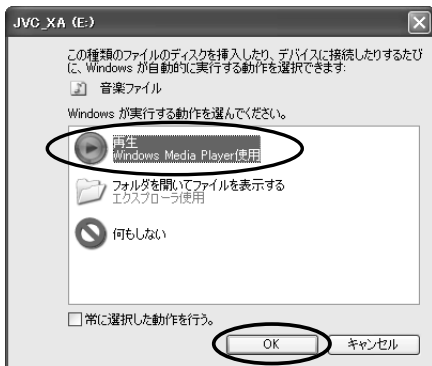 JVC_XA (E:)
この種類のファイルのディスクを挿入したり、デバイスに接続したりするたび
に、Windows が自動的に実行する動作を選択できます:
音楽ファイル
Windows が実行する動作を選んでください。
再生
Windows Media Player使用
フォルダを開いてファイルを表示する
エクスプローラ使用
何もしない
常に選択した動作を行う。
OK
キャンセル